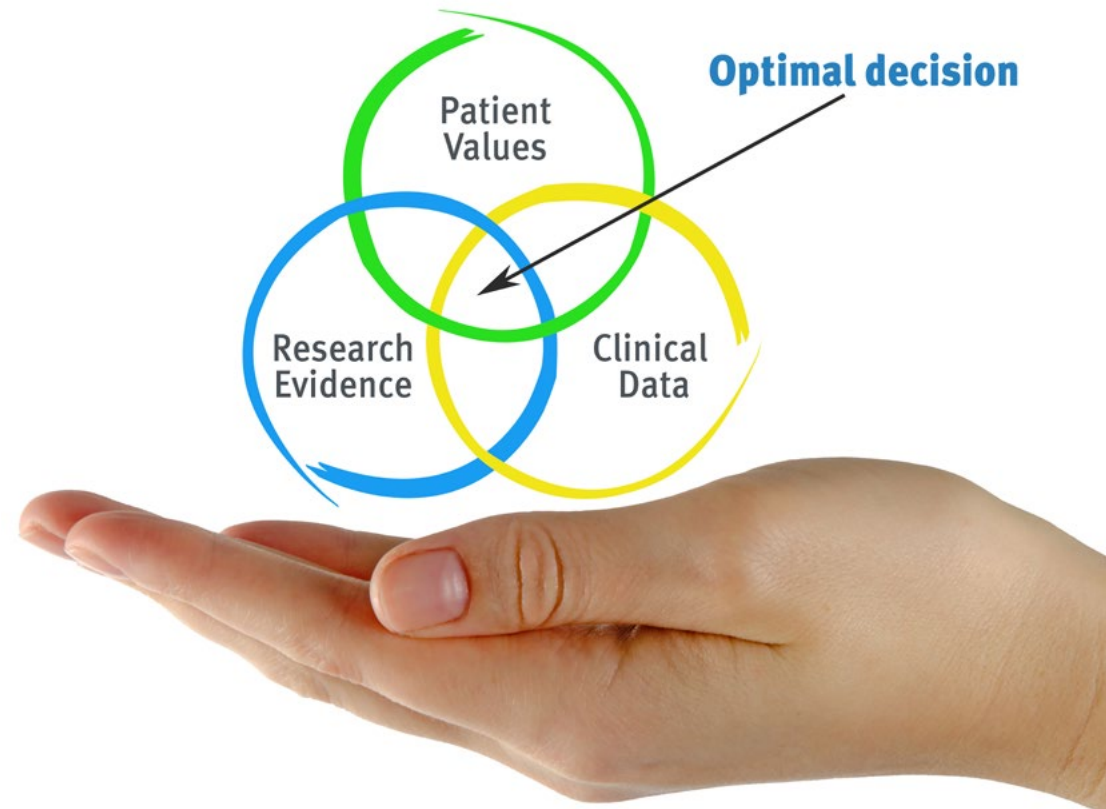 Optimal decision
Patient
Values
Research
Evidence
Clinical
Data